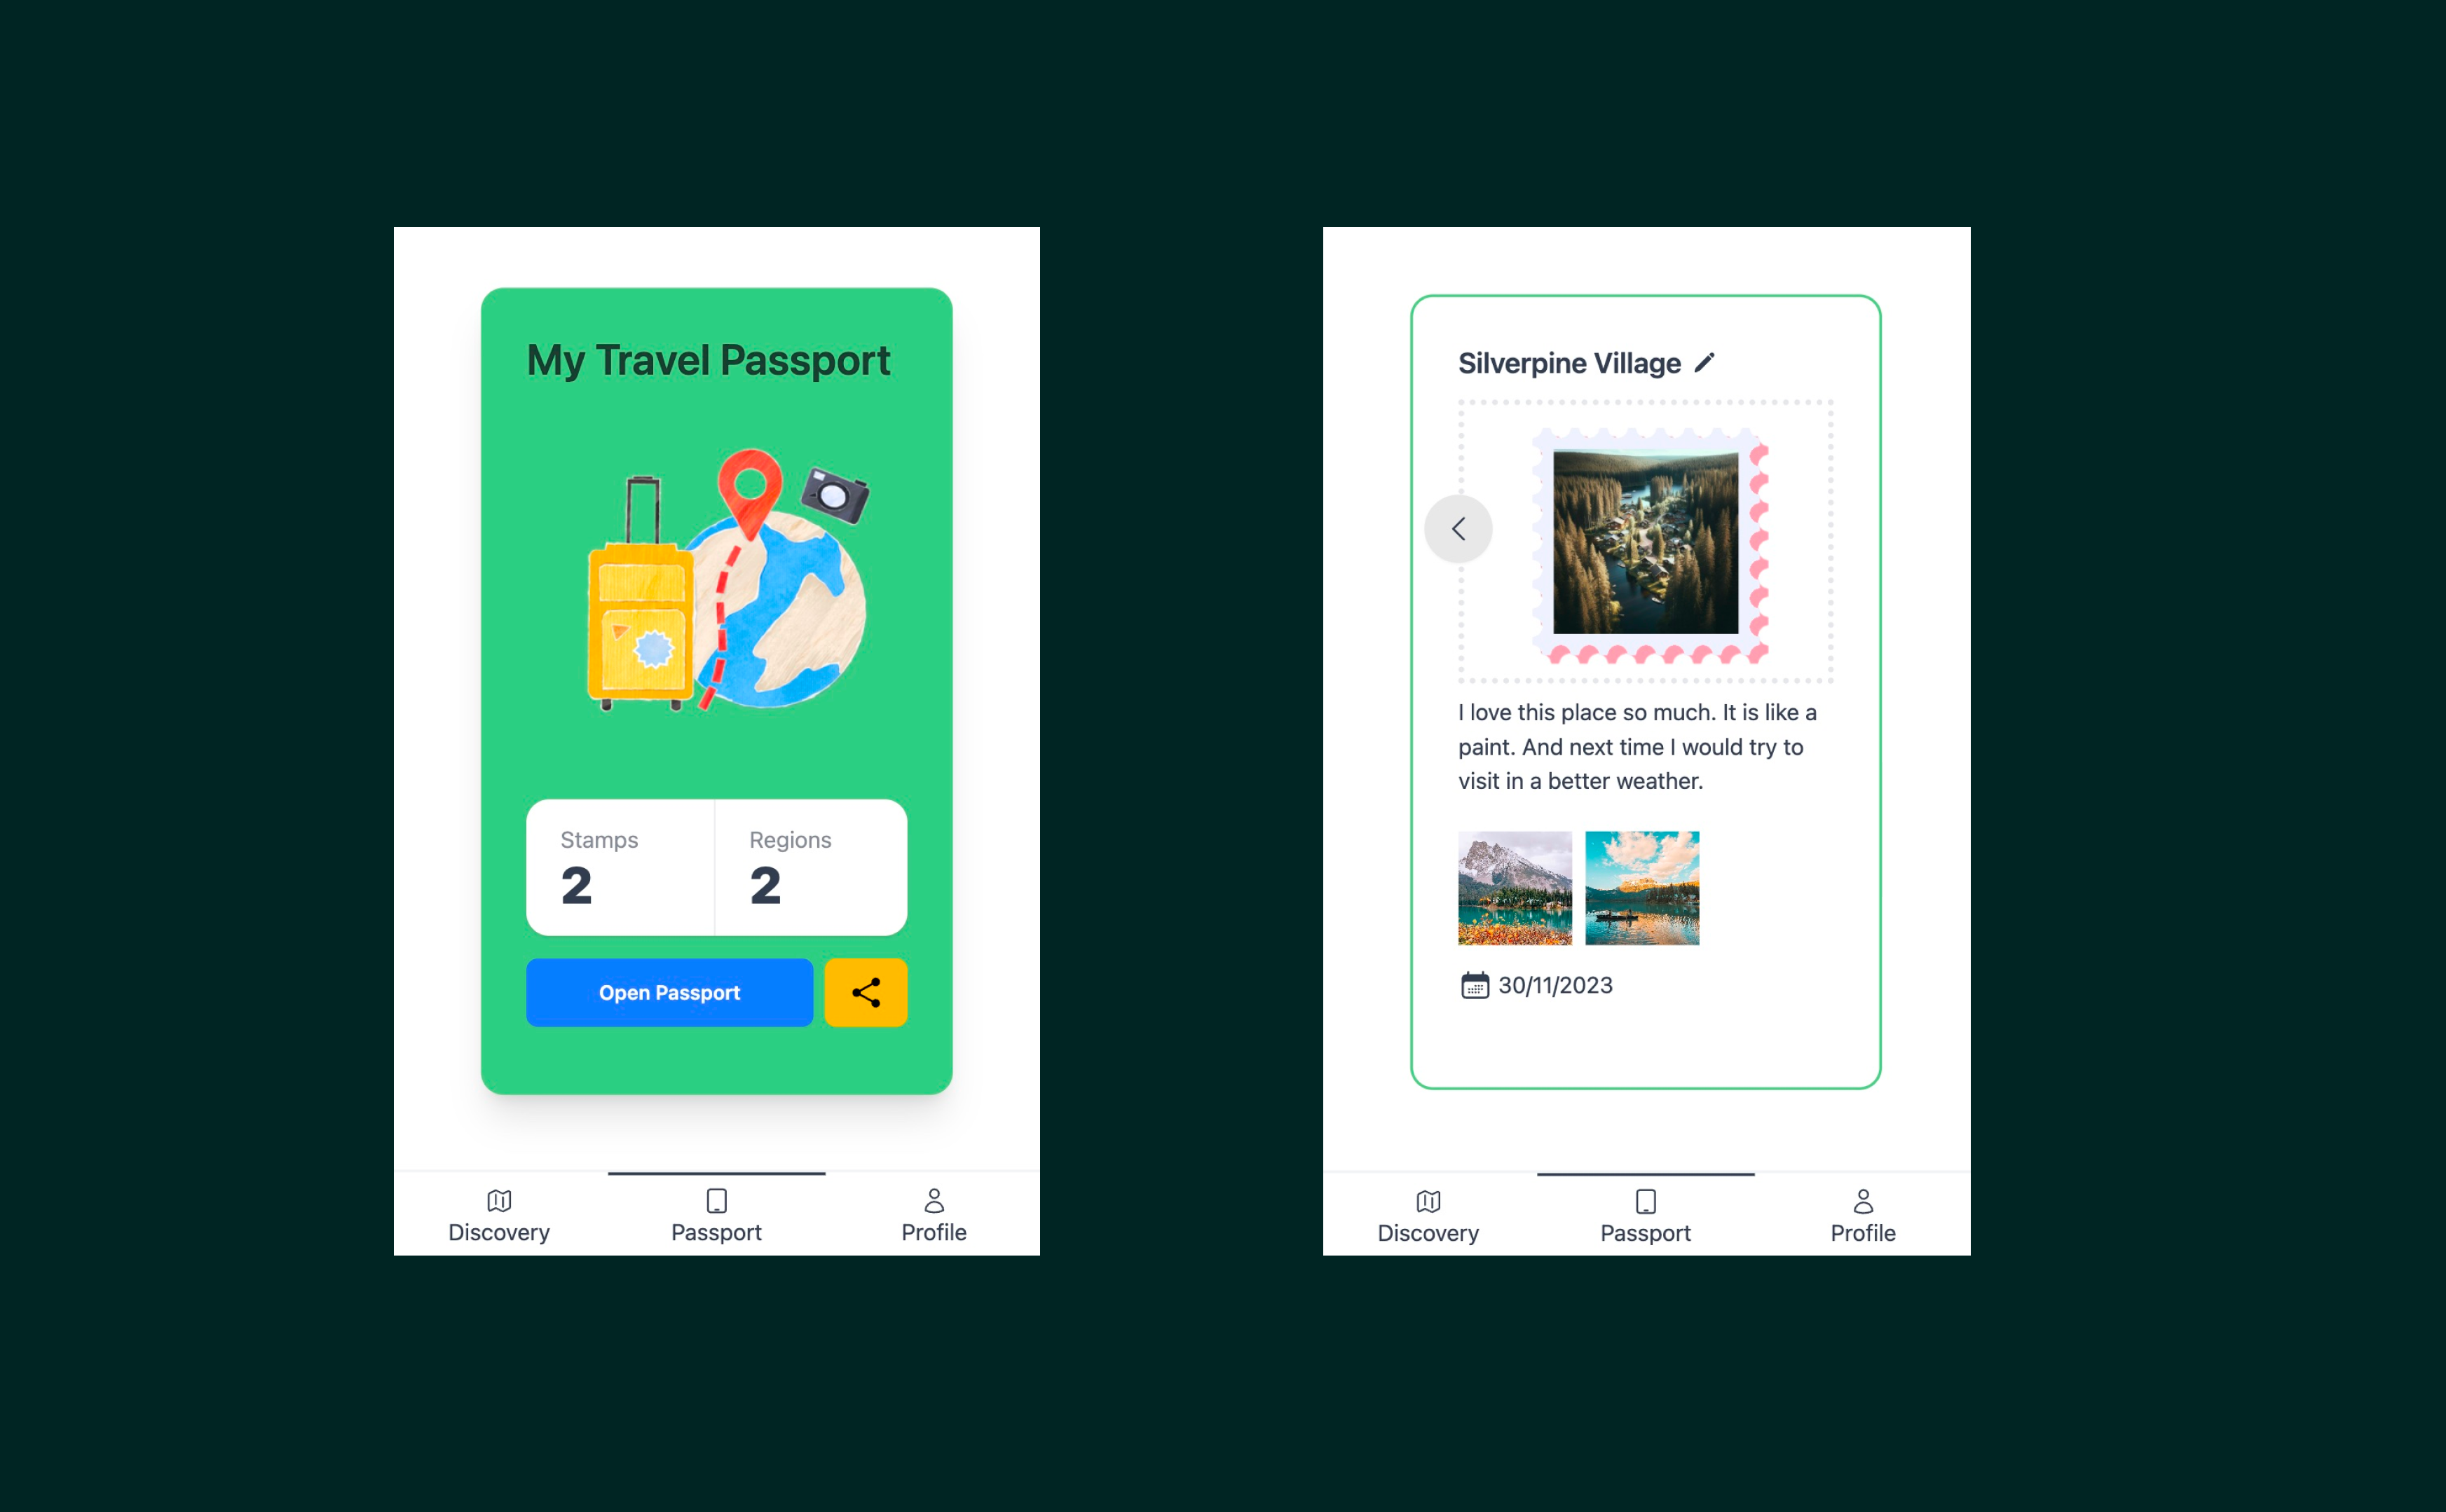 My Travel Passport
Stamps
2
Regions
2
Open Passport
Discovery
Passport
Profile
Silverpine Village
I love this place so much. It is like a
paint. And next time I would try to
visit in a better weather.
30/11/2023
Discovery
Passport
Profile